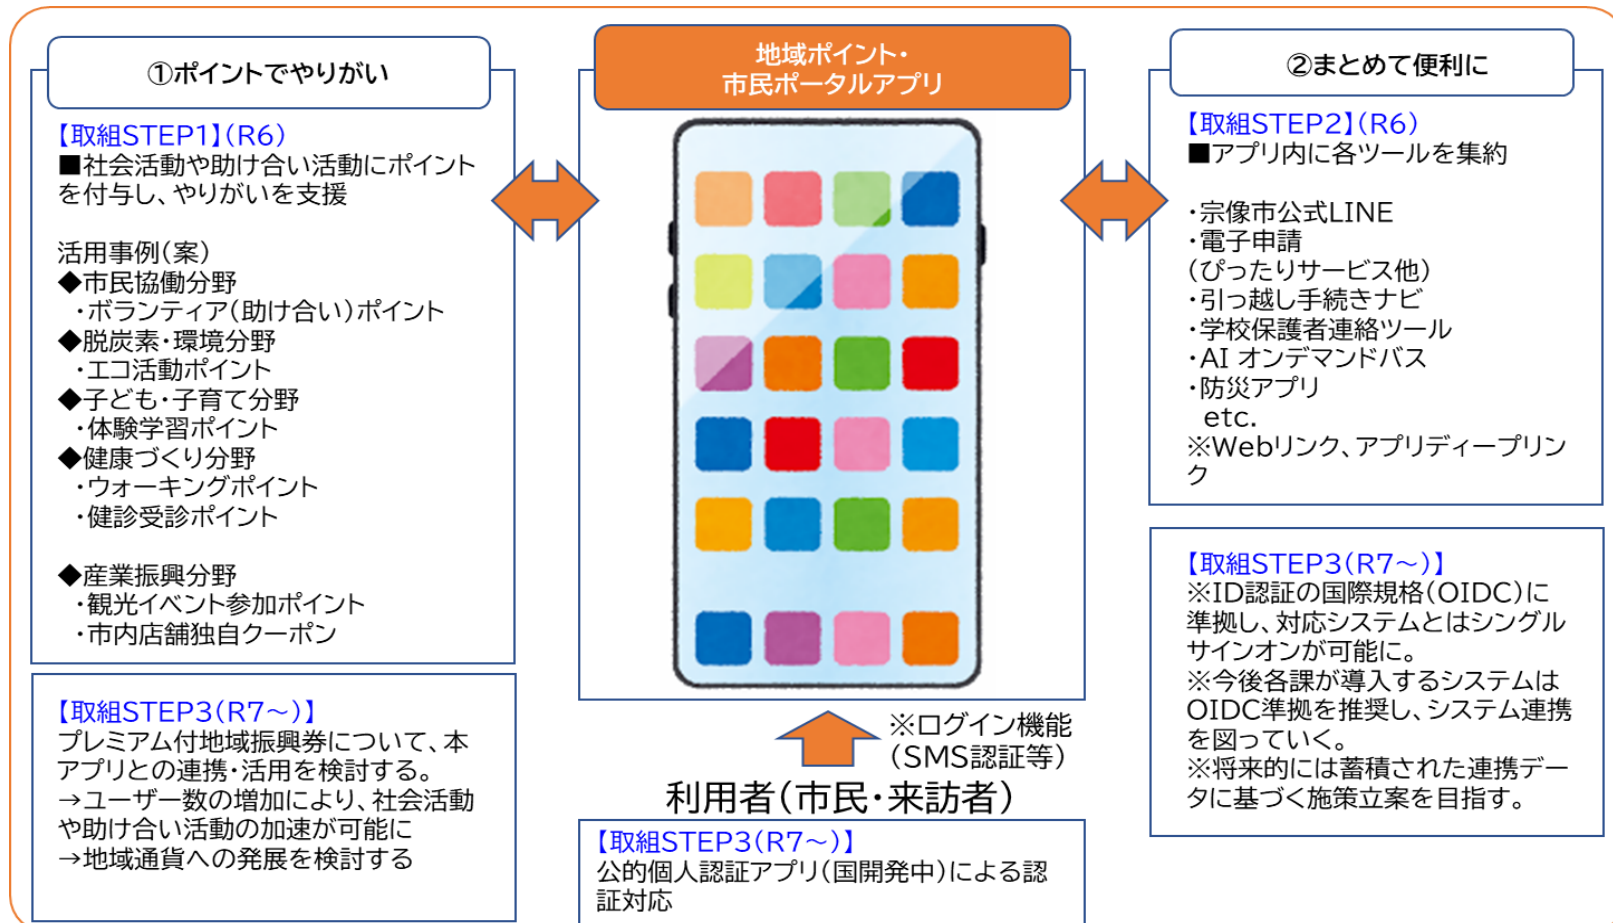 ①ポイントでやりがい
【取組STEP1】(R6)
■社会活動や助け合い活動にポイント
を付与し、やりがいを支援
活用事例(案)
◆市民協働分野
・ボランティア(助け合い)ポイント
◆脱炭素・環境分野
・エコ活動ポイント
◆子ども・子育て分野
・体験学習ポイント
◆健康づくり分野
・ウォーキングポイント
・健診受診ポイント
◆産業振興分野
・観光イベント参加ポイント
・市内店舗独自クーポン
【取組STEP3(R7～)】
プレミアム付地域振興券について、本
アプリとの連携・活用を検討する。
→ユーザー数の増加により、社会活動
や助け合い活動の加速が可能に
→地域通貨への発展を検討する
地域ポイント・
市民ポータルアプリ
※ログイン機能
(SMS認証等)
利用者(市民・来訪者)
【取組STEP3(R7～)】
公的個人認証アプリ(国開発中)による認
証対応
②まとめて便利に
【取組STEP2】(R6)
■アプリ内に各ツールを集約
・宗像市公式LINE
・電子申請
(ぴったりサービス他)
・引っ越し手続きナビ
・学校保護者連絡ツール
・AI オンデマンドバス
・防災アプリ
etc.
※Webリンク、アプリディープリン
ク
【取組STEP3(R7～)】
※ID認証の国際規格(OIDC)に
準拠し、対応システムとはシングル
サインオンが可能に。
※今後各課が導入するシステムは
OIDC準拠を推奨し、システム連携
を図っていく。
※将来的には蓄積された連携デー
タに基づく施策立案を目指す。